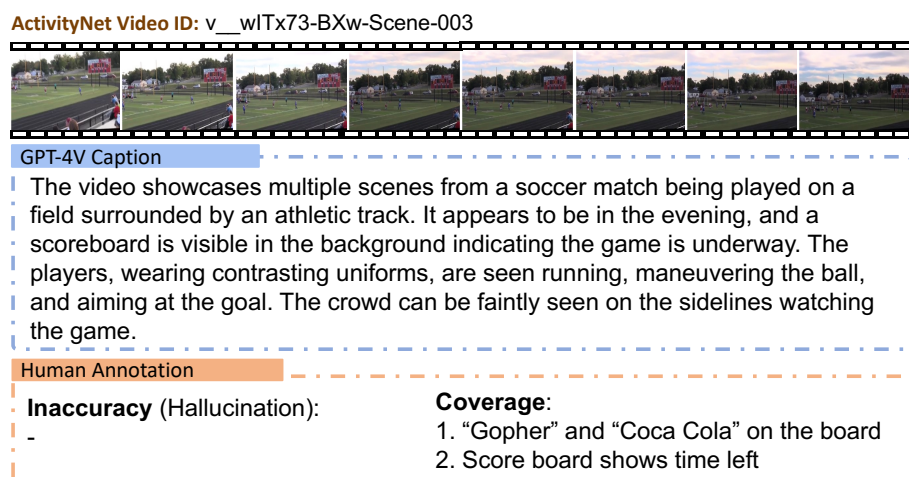 ActivityNet Video ID: v__wITx73-BXw-Scene-003
GPT-4V Caption
The video showcases multiple scenes from a soccer match being played on a
field surrounded by an athletic track. It appears to be in the evening, and a
scoreboard is visible in the background indicating the game is underway. The
players, wearing contrasting uniforms, are seen running, maneuvering the ball,
and aiming at the goal. The crowd can be faintly seen on the sidelines watching
the game.
Human Annotation
Inaccuracy (Hallucination):
-
Coverage:
1. “Gopher” and “Coca Cola” on the board
2. Score board shows time left